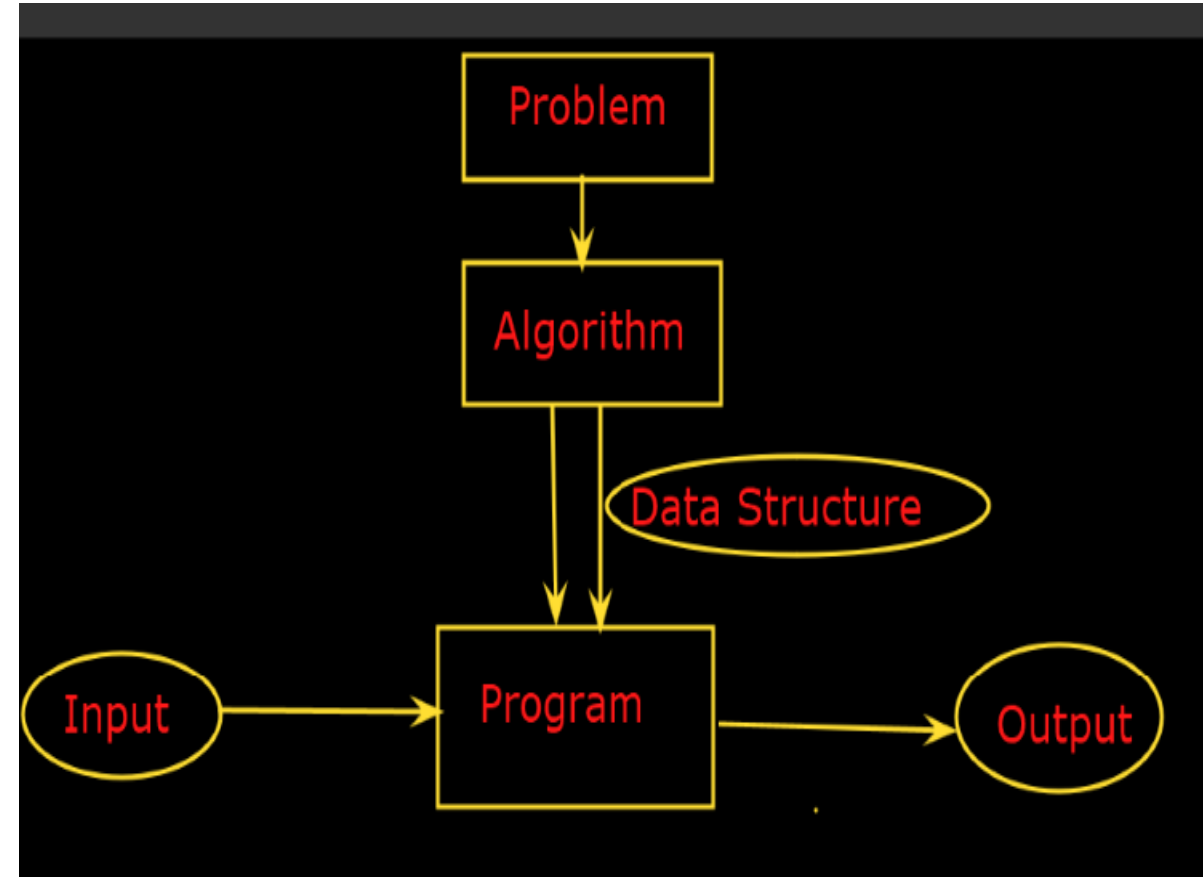 Problem
Algorithm
Data Structure
Input
Program
Output